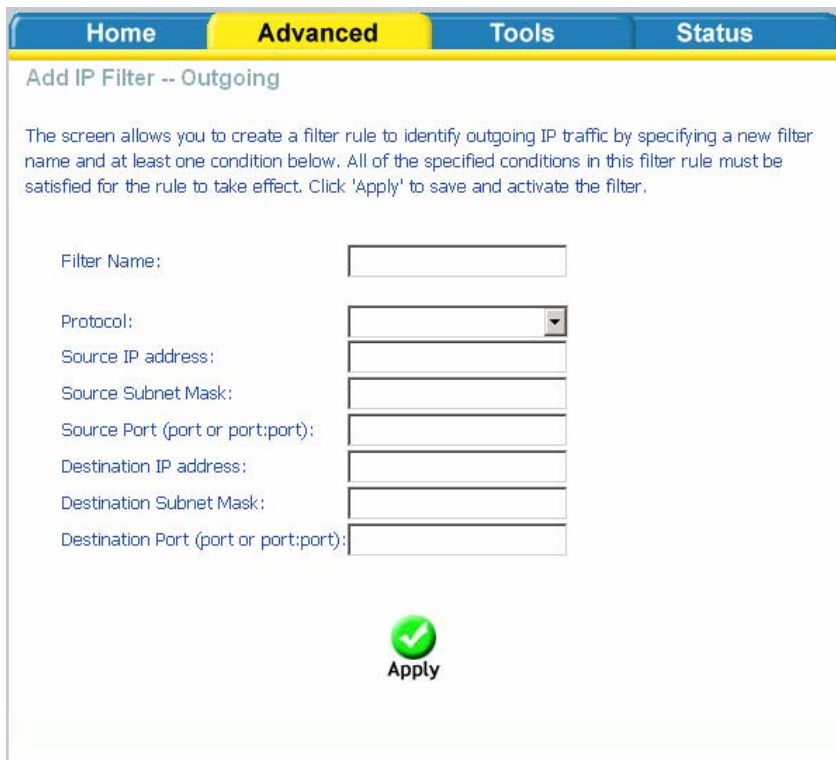 Home Advanced Tools Status
Add IP Filter -- Outgoing
The screen allows you to create a filter rule to identify outgoing IP traffic by specifying a new filter
name and at least one condition below. All of the specified conditions in this filter rule must be
satisfied for the rule to take effect. Click 'Apply' to save and activate the filter.
Filter Name:
Protocol:
Source IP address:
Source Subnet Mask:
Source Port (port or port:port):
Destination IP address:
Destination Subnet Mask:
Destination Port (port or port:port):
Apply